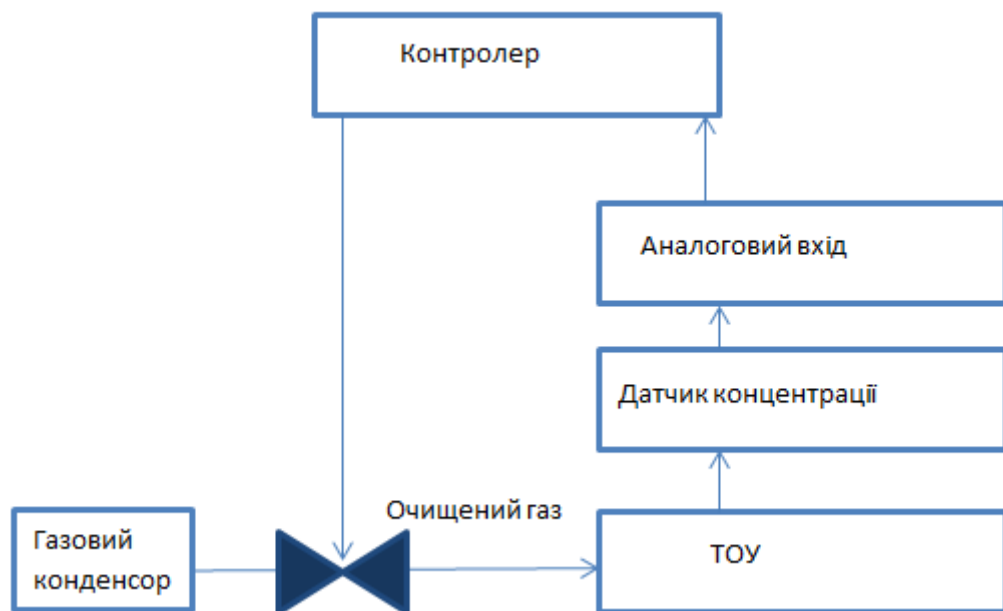 Контролер
Аналоговий вхід
Датчик концентрації
Очищений газ
Газовий
конденсор
ТОУ